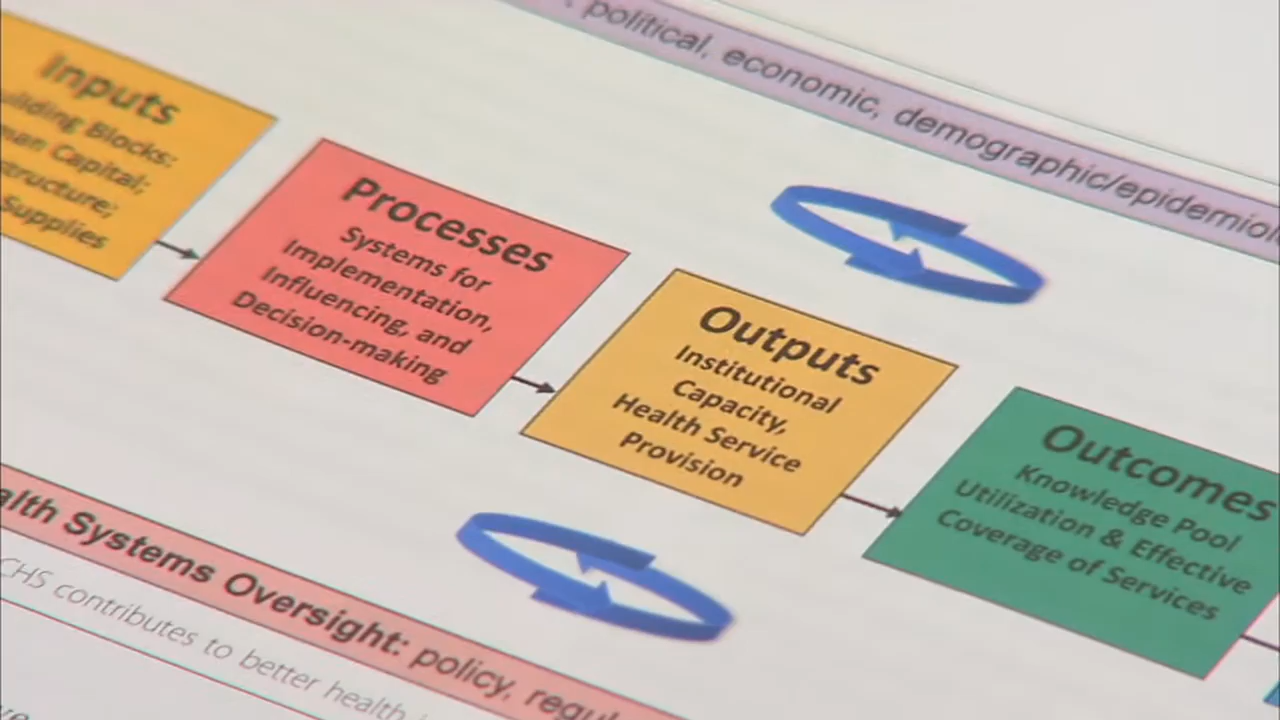 , political, economic, demographic/epidemiol
Inputs
uilding Blocks:
man Capital;
structure;
Supplies
Processes
Systems for
Implementation,
Influencing, and
Decision-making
Outputs
Institutional
Capacity,
Health Service
Provision
Outcomes
Knowledge Pool
Utilization & Effective
Coverage of Services
alth Systems Oversight: policy, regul
CHS contributes to better health
ve